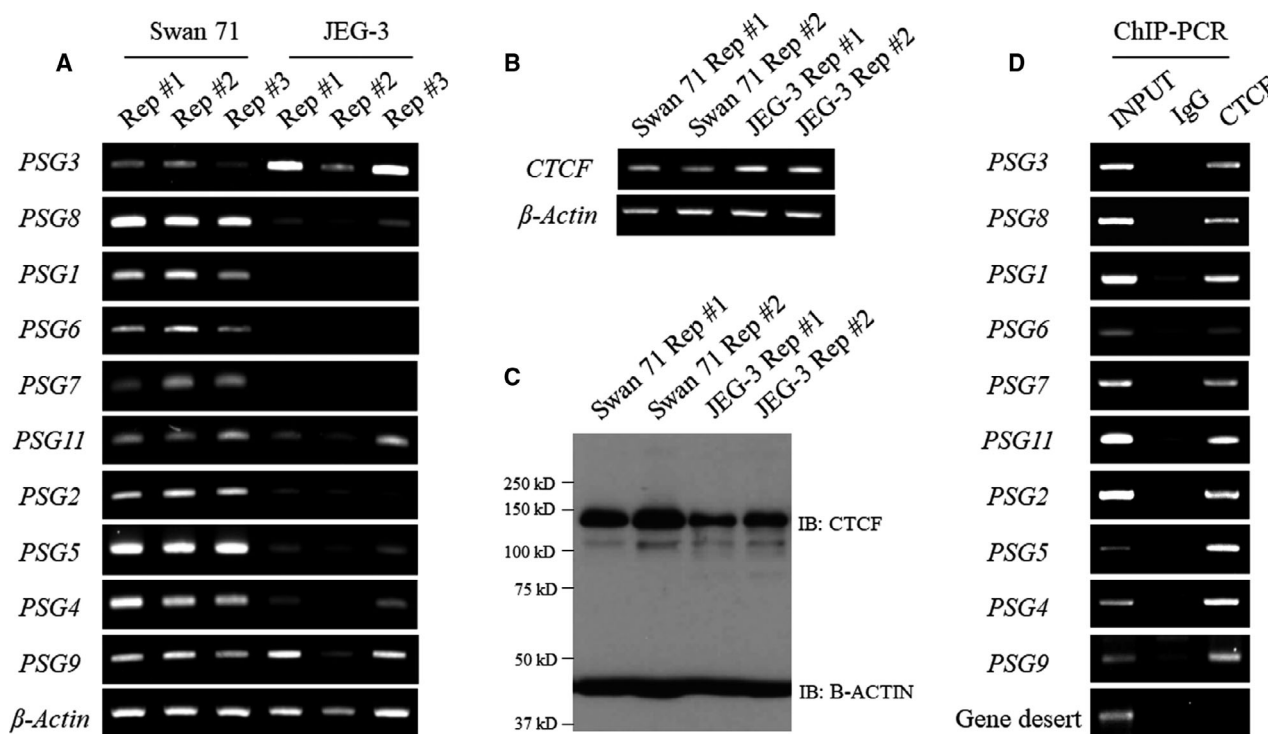 A
Swan 71 JEG-3
Rep #1 Rep #2 Rep #3 Rep #1 Rep #2 Rep #3
PSG3
PSG8
PSG1
PSG6
PSG7
PSG11
PSG2
PSG5
PSG4
PSG9
β-Actin
B
Swan 71 Rep #1 Swan 71 Rep #2 JEG-3 Rep #1 JEG-3 Rep #2
CTCF
β-Actin
C
Swan 71 Rep #1 Swan 71 Rep #2 JEG-3 Rep #1 JEG-3 Rep #2
250 kD
150 kD
IB: CTCF
100 kD
75 kD
50 kD
IB: B-ACTIN
37 kD
D
ChIP-PCR
INPUT IgG CTCF
PSG3
PSG8
PSG1
PSG6
PSG7
PSG11
PSG2
PSG5
PSG4
PSG9
Gene desert